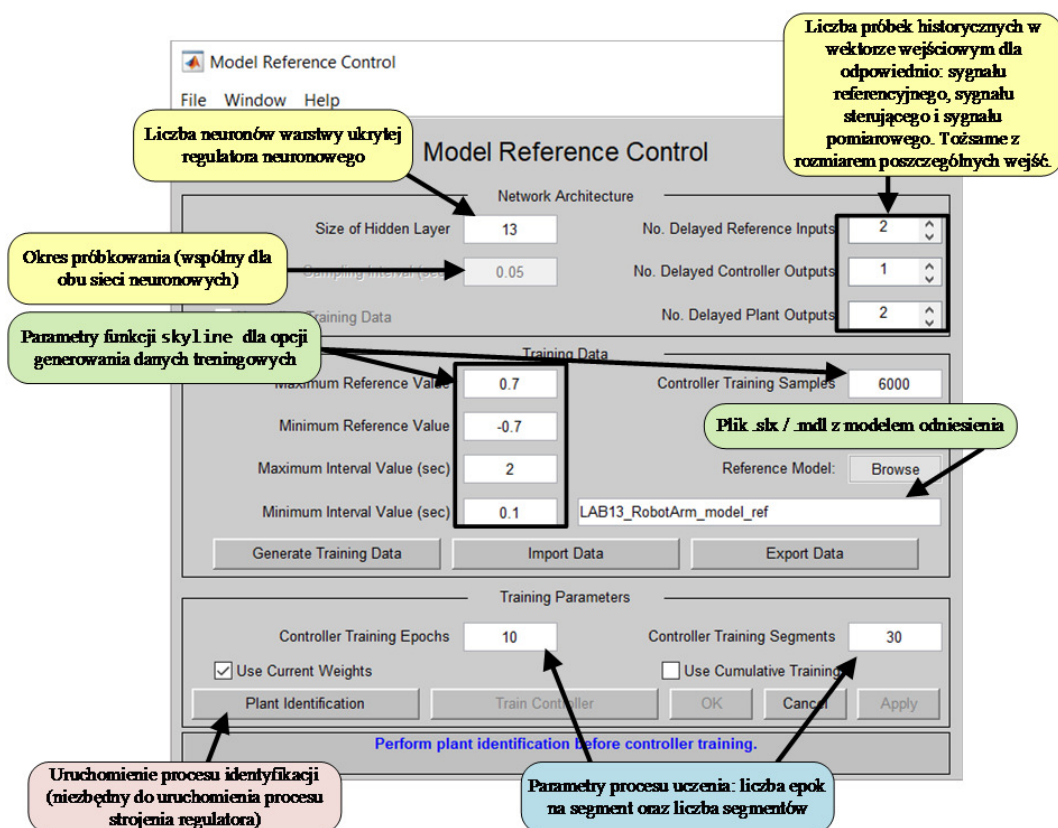 Liczba próbek historycznych w
wektorze wejściowym dla
odpowiednio: sygnału
referencyjnego, sygnału
sterującego i sygnału
pomiarowego. Tożsame z
rozmiarem poszczególnych wejść.
Model Reference Control
File Window Help
Liczba neuronów warstwy ukrytej
regulatora neuronowego
Model Reference Control
Network Architecture
Size of Hidden Layer 13 No. Delayed Reference Inputs 2
Okres próbkowania (wspólny dla
obu sieci neuronowych)
Sampling Interval (sec) 0.05 No. Delayed Controller Outputs 1
Training Data No. Delayed Plant Outputs 2
Parametry funkcji skyline dla opcji
generowania danych treningowych
Training Data
Maximum Reference Value 0.7 Controller Training Samples 6000
Plik .slx / .mdl z modelem odniesienia
Minimum Reference Value -0.7
Maximum Interval Value (sec) 2 Reference Model: Browse
Minimum Interval Value (sec) 0.1 LAB13_RobotArm_model_ref
Generate Training Data Import Data Export Data
Training Parameters
Controller Training Epochs 10 Controller Training Segments 30
Use Current Weights Use Cumulative Training
Plant Identification Train Controller OK Cancel Apply
Perform plant identification before controller training.
Uruchomienie procesu identyfikacji
(niezbędny do uruchomienia procesu
strojenia regulatora)
Parametry procesu uczenia: liczba epok
na segment oraz liczba segmentów